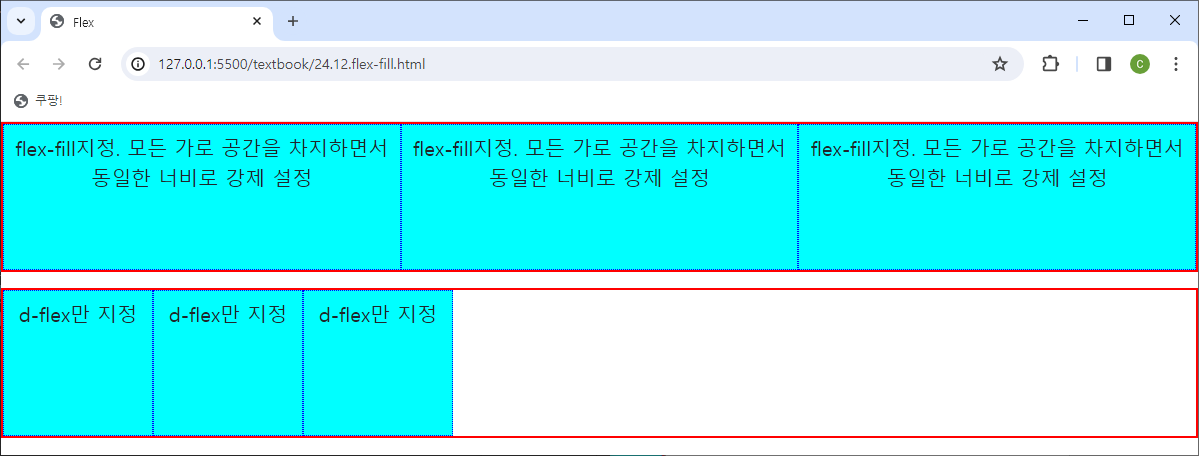 Flex
127.0.0.1:5500/textbook/24.12.flex-fill.html
C
쿠팡!
flex-fill지정. 모든 가로 공간을 차지하면서
동일한 너비로 강제 설정
flex-fill지정. 모든 가로 공간을 차지하면서
동일한 너비로 강제 설정
flex-fill지정. 모든 가로 공간을 차지하면서
동일한 너비로 강제 설정
d-flex만 지정
d-flex만 지정
d-flex만 지정